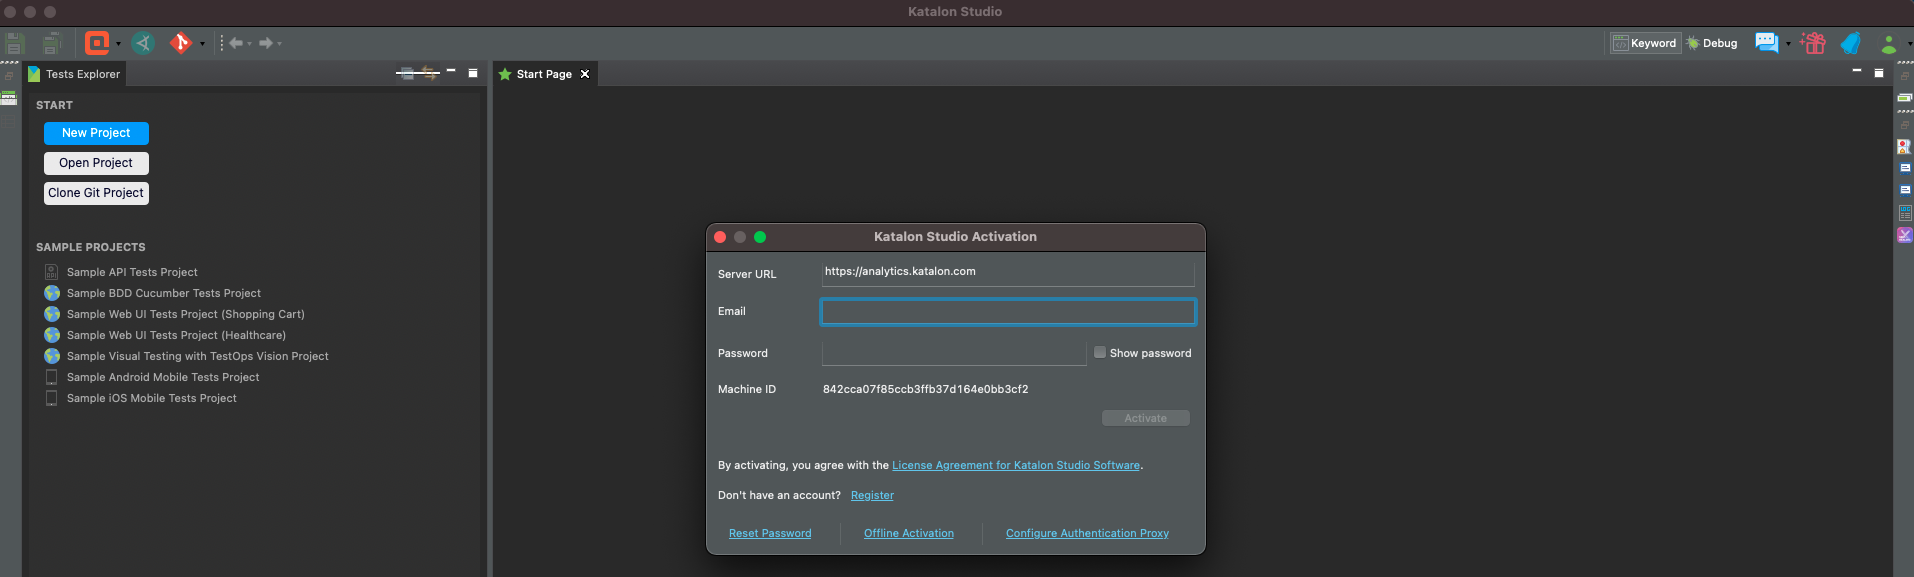 Katalon Studio
Keyword
Debug
Tests Explorer
Start Page
START
New Project
Open Project
Clone Git Project
SAMPLE PROJECTS
Sample API Tests Project
Sample BDD Cucumber Tests Project
Sample Web UI Tests Project (Shopping Cart)
Sample Web UI Tests Project (Healthcare)
Sample Visual Testing with TestOps Vision Project
Sample Android Mobile Tests Project
Sample iOS Mobile Tests Project
Katalon Studio Activation
Server URL https://analytics.katalon.com
Email
Password Show password
Machine ID 842cca07f85ccb3ffb37d164e0bb3cf2
Activate
By activating, you agree with the License Agreement for Katalon Studio Software.
Don't have an account? Register
Reset Password Offline Activation Configure Authentication Proxy